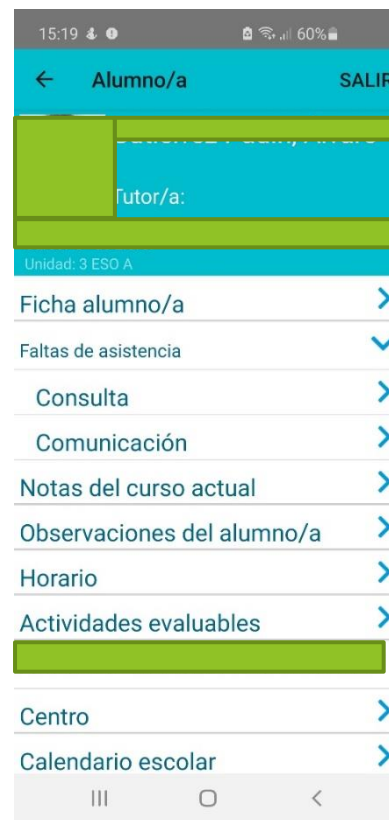 15:19 60%
Alumno/a SALIR
Tutor/a:
Unidad: 3 ESO A
Ficha alumno/a
Faltas de asistencia
Consulta
Comunicación
Notas del curso actual
Observaciones del alumno/a
Horario
Actividades evaluables
Centro
Calendario escolar